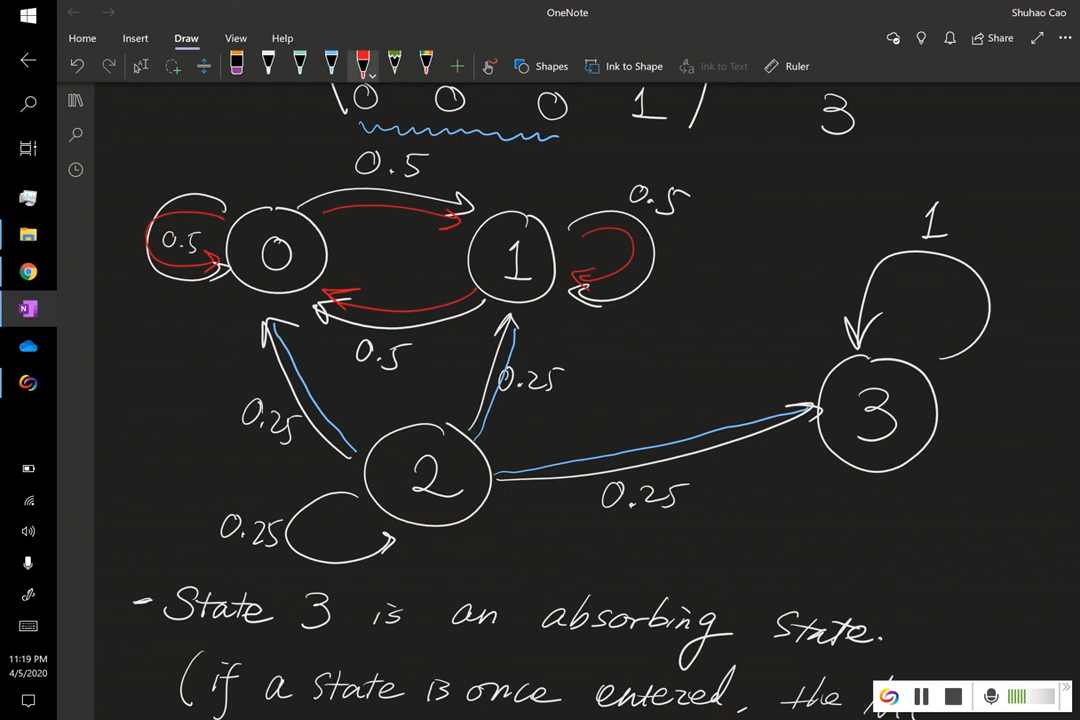 OneNote
Shuhao Cao
Home Insert Draw View Help
Share
Shapes Ink to Shape Ink to Text Ruler
0 0 0 1 3
0.5
0.5
1
0.5 0 1
0.5
0.25
0.25
3
2
0.25
0.25
11:19 PM
4/5/2020
- State 3 is an absorbing state.
(if a state is once entered, the